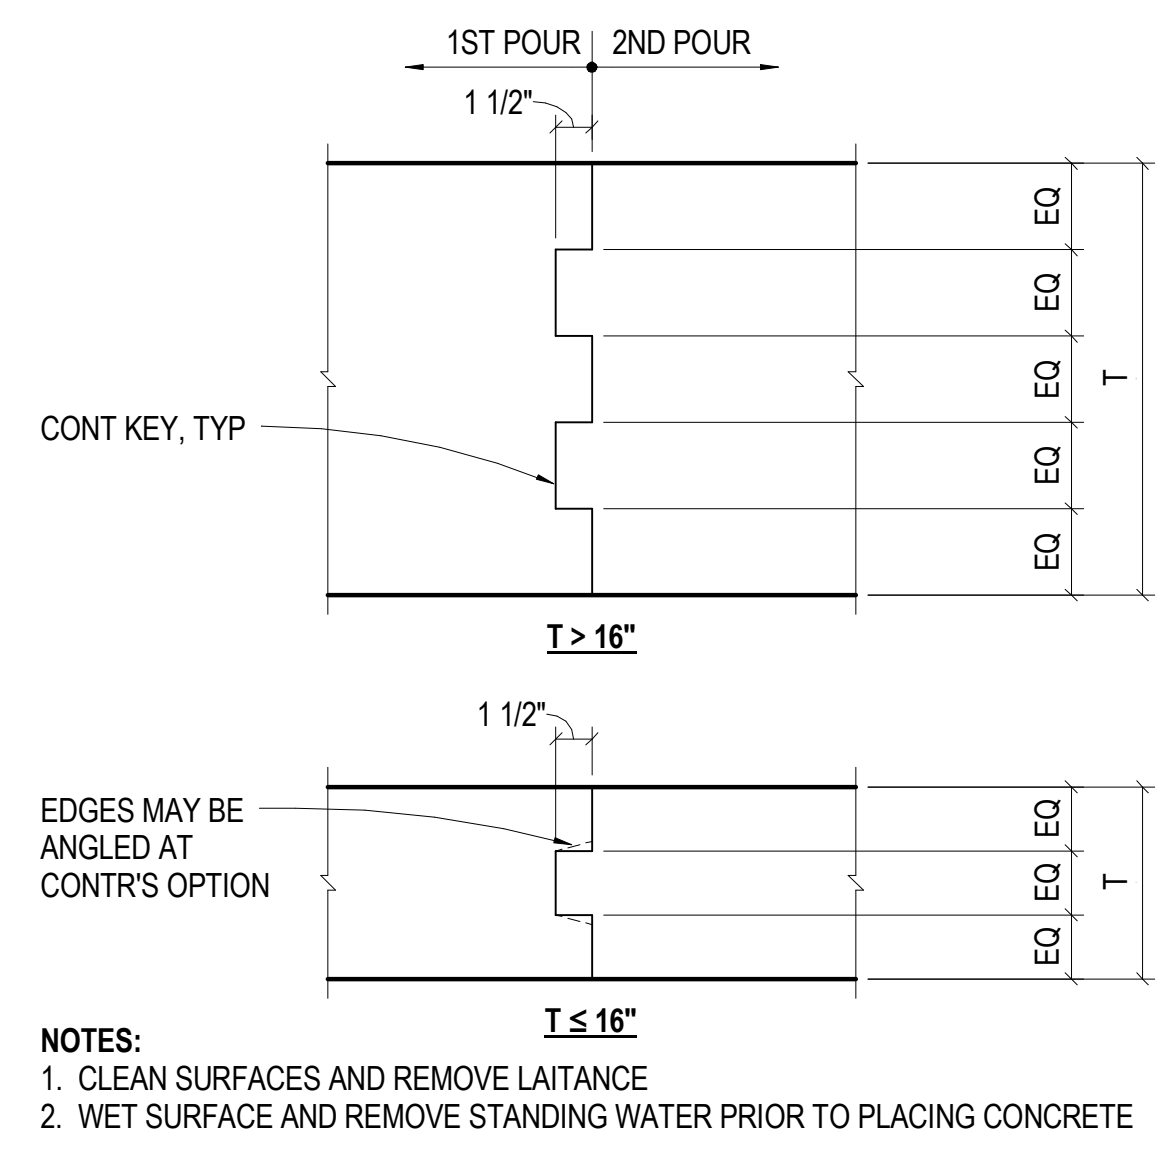 1ST POUR 2ND POUR
1 1/2"
EQ
EQ
EQ
T
CONT KEY, TYP
EQ
EQ
T > 16"
1 1/2"
EDGES MAY BE
ANGLED AT
CONTR'S OPTION
EQ
EQ
T
EQ
T ≤ 16"
NOTES:
1. CLEAN SURFACES AND REMOVE LAITANCE
2. WET SURFACE AND REMOVE STANDING WATER PRIOR TO PLACING CONCRETE